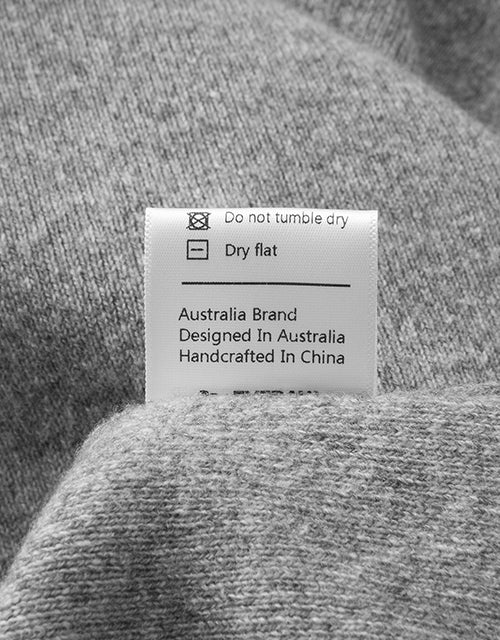 Do not tumble dry
Dry flat
Australia Brand
Designed In Australia
Handcrafted In China